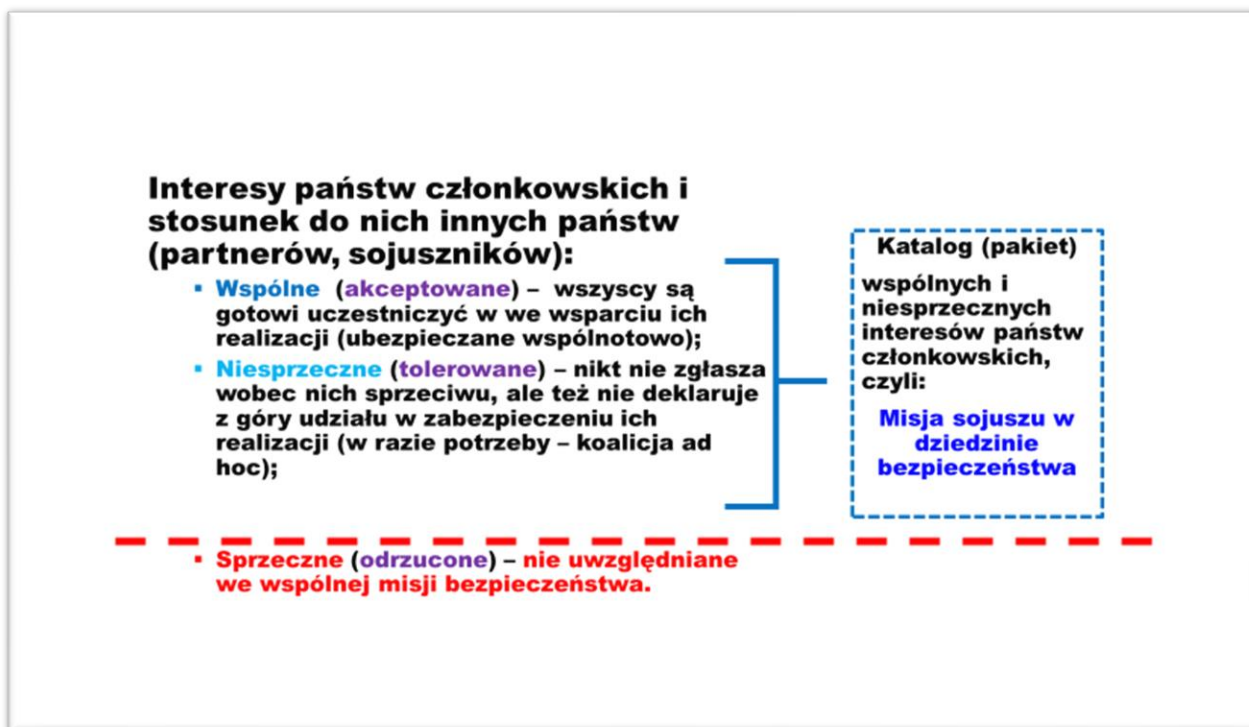 Interesy państw członkowskich i
stosunek do nich innych państw
(partnerów, sojuszników):
▪ Wspólne (akceptowane) – wszyscy są
gotowi uczestniczyć w we wsparciu ich
realizacji (ubezpieczane wspólnotowo);
▪ Niesprzeczne (tolerowane) – nikt nie zgłasza
wobec nich sprzeciwu, ale też nie deklaruje
z góry udziału w zabezpieczeniu ich
realizacji (w razie potrzeby – koalicja ad
hoc);
▪ Sprzeczne (odrzucone) – nie uwzględniane
we wspólnej misji bezpieczeństwa.
Katalog (pakiet)
wspólnych i
niesprzecznych
interesów państw
członkowskich,
czyli:
Misja sojuszu w
dziedzinie
bezpieczeństwa